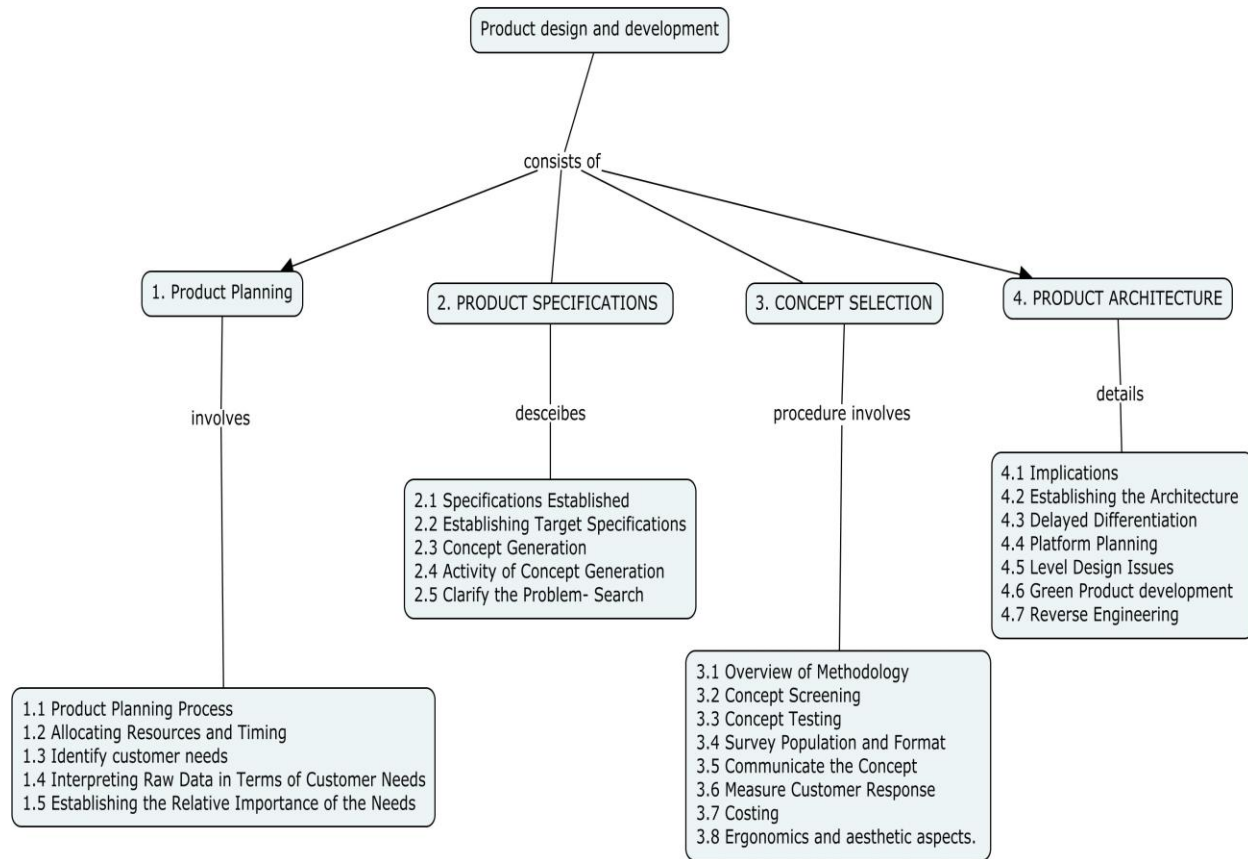 Product design and development
consists of
1. Product Planning
2. PRODUCT SPECIFICATIONS
3. CONCEPT SELECTION
4. PRODUCT ARCHITECTURE
involves
desceibes
procedure involves
details
1.1 Product Planning Process
1.2 Allocating Resources and Timing
1.3 Identify customer needs
1.4 Interpreting Raw Data in Terms of Customer Needs
1.5 Establishing the Relative Importance of the Needs
2.1 Specifications Established
2.2 Establishing Target Specifications
2.3 Concept Generation
2.4 Activity of Concept Generation
2.5 Clarify the Problem- Search
3.1 Overview of Methodology
3.2 Concept Screening
3.3 Concept Testing
3.4 Survey Population and Format
3.5 Communicate the Concept
3.6 Measure Customer Response
3.7 Costing
3.8 Ergonomics and aesthetic aspects.
4.1 Implications
4.2 Establishing the Architecture
4.3 Delayed Differentiation
4.4 Platform Planning
4.5 Level Design Issues
4.6 Green Product development
4.7 Reverse Engineering